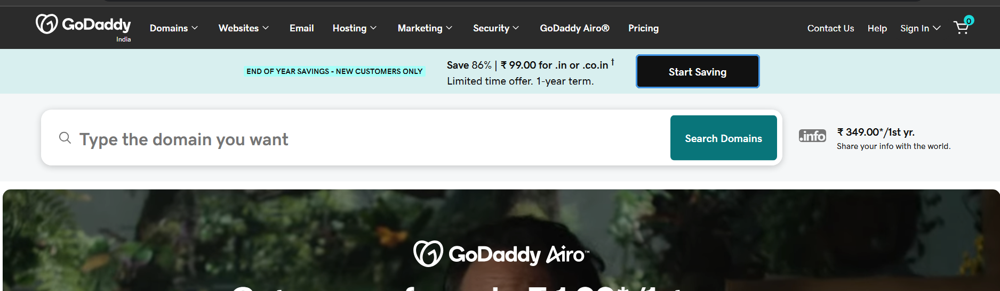 GoDaddy
India
Domains
Websites
Email
Hosting
Marketing
Security
GoDaddy Airo®
Pricing
Contact Us
Help
Sign In
0
END OF YEAR SAVINGS - NEW CUSTOMERS ONLY
Save 86% | ₹ 99.00 for .in or .co.in †
Limited time offer. 1-year term.
Start Saving
Type the domain you want
Search Domains
.info
₹ 349.00*/1st yr.
Share your info with the world.
GoDaddy Airo™